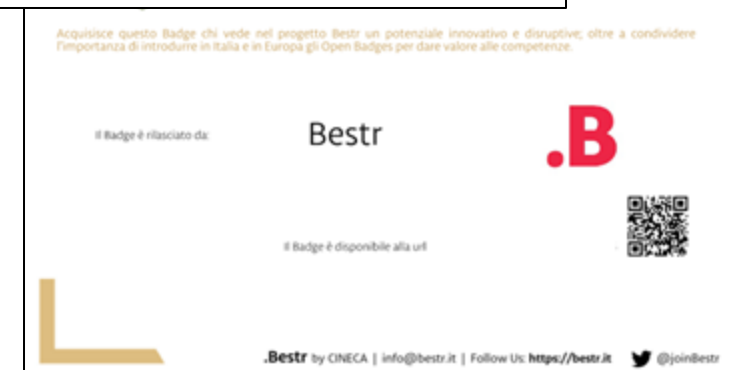 Acquisisce questo Badge chi vede nel progetto Bestr un potenziale innovativo e disruptive; oltre a condividere
l'importanza di introdurre in Italia e in Europa gli Open Badges per dare valore alle competenze.
Il Badge è rilasciato da:
Bestr
.B
Il Badge è disponibile alla url
.Bestr by CINECA | info@bestr.it | Follow Us: https://bestr.it @joinBestr